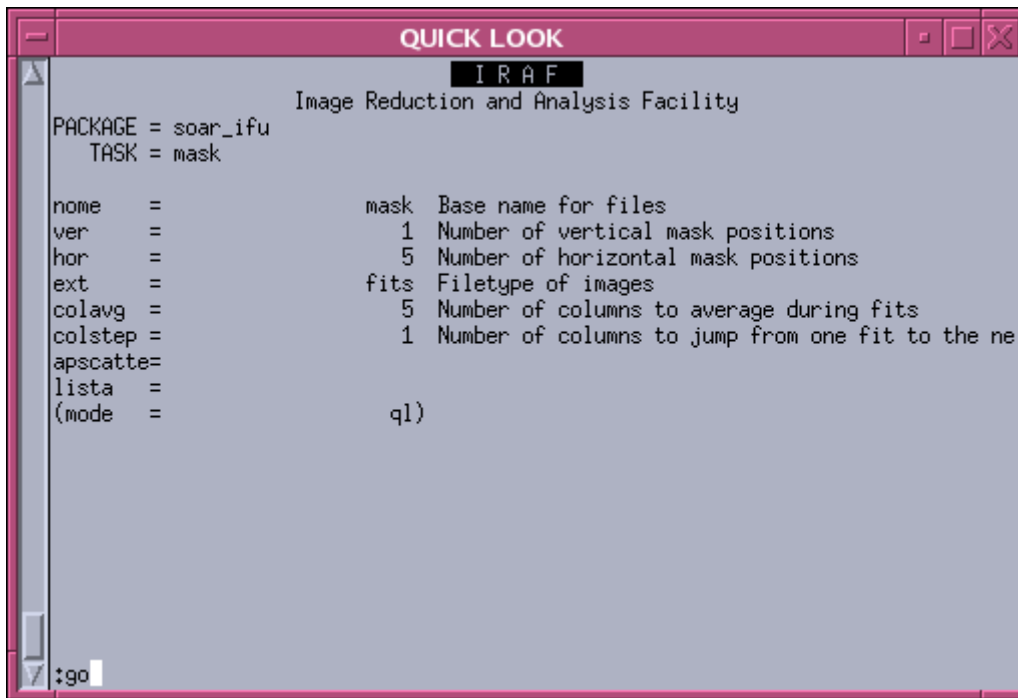 QUICK LOOK
I R A F
Image Reduction and Analysis Facility
PACKAGE = soar_ifu
TASK = mask
nome = mask Base name for files
ver = 1 Number of vertical mask positions
hor = 5 Number of horizontal mask positions
ext = fits Filetype of images
colavg = 5 Number of columns to average during fits
colstep = 1 Number of columns to jump from one fit to the ne
apscatte=
lista =
(mode = ql)
:go